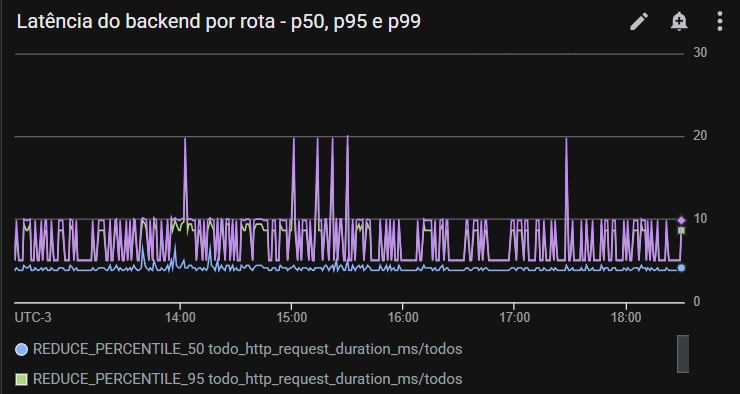 Latência do backend por rota - p50, p95 e p99
30
20
10
0
UTC-3 14:00 15:00 16:00 17:00 18:00
REDUCE_PERCENTILE_50 todo_http_request_duration_ms/todos
REDUCE_PERCENTILE_95 todo_http_request_duration_ms/todos